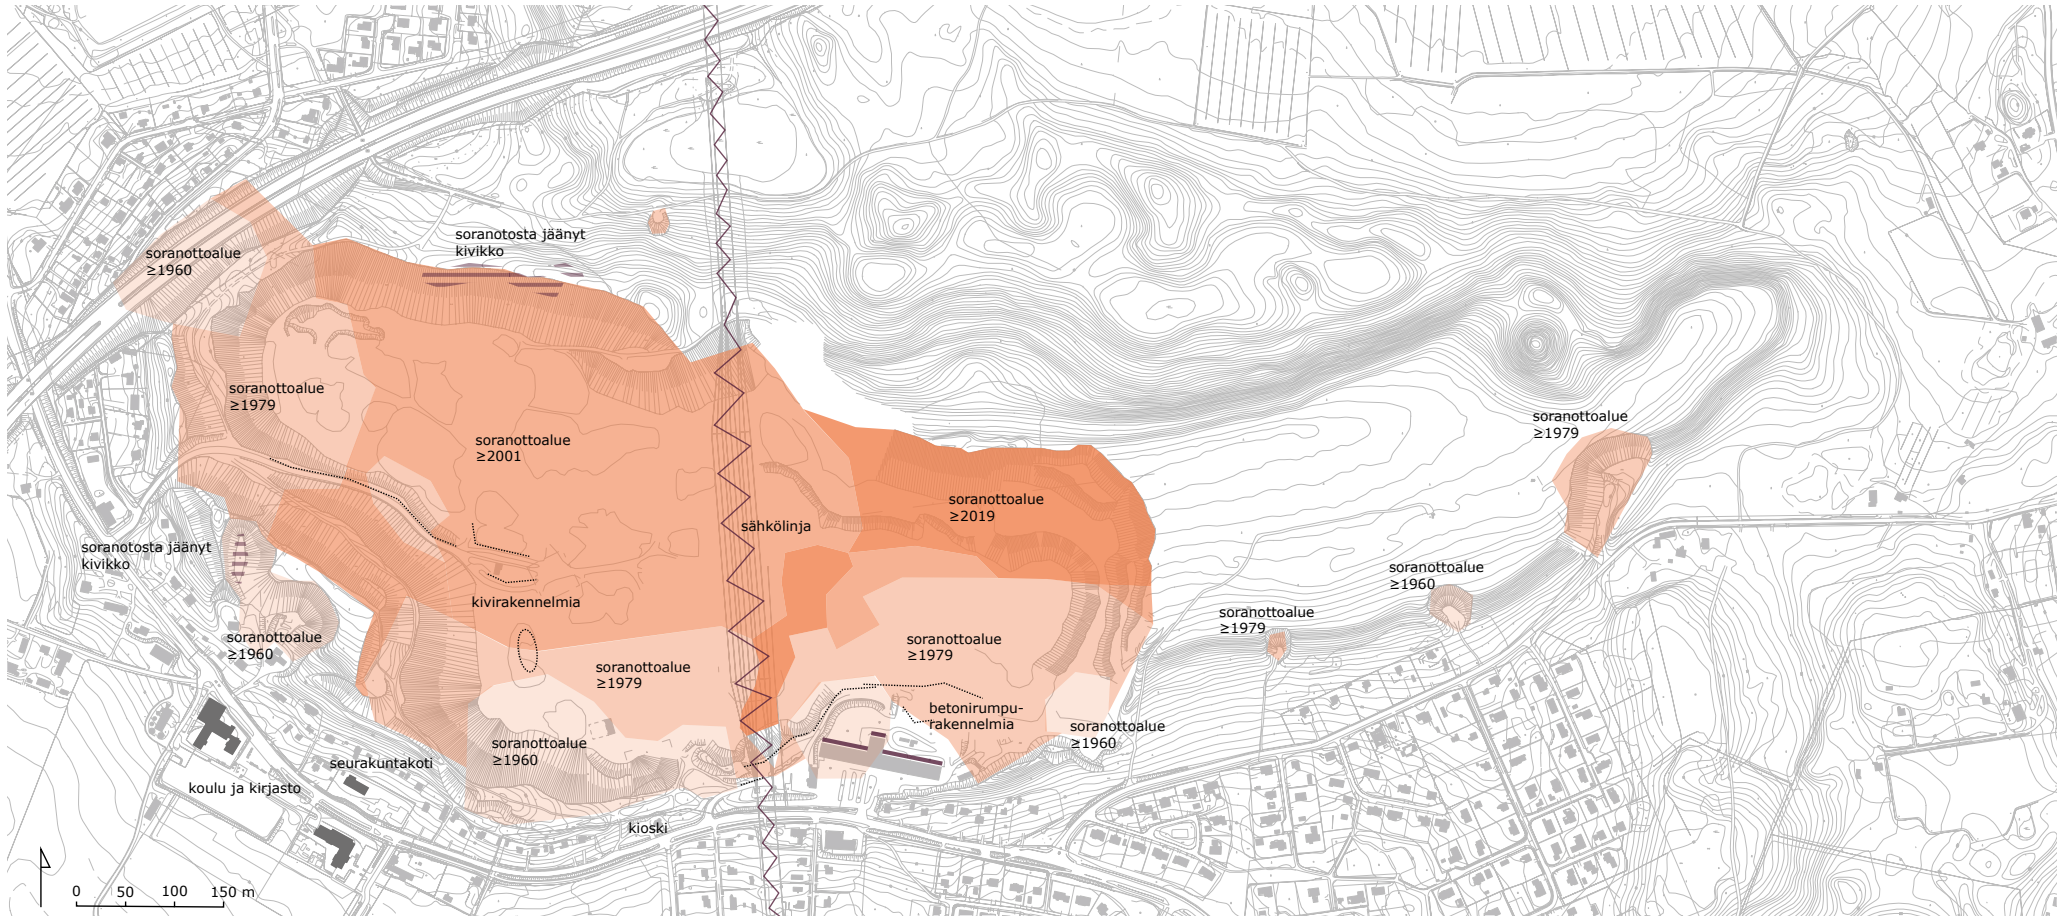 soranotosta jäänyt
kivikko
soranottoalue
≥1960
soranottoalue
≥1979
soranottoalue
≥2001
soranottoalue
≥1979
soranottoalue
≥2019
sähkölinja
soranotosta jäänyt
kivikko
soranottoalue
≥1960
kivirakennelmia
soranottoalue
≥1979
soranottoalue
≥1960
soranottoalue
≥1979
soranottoalue
≥1979
betonirumpu-
rakennelmia
soranottoalue
≥1960
soranottoalue
≥1960
seurakuntakoti
koulu ja kirjasto
kioski
0 50 100 150 m